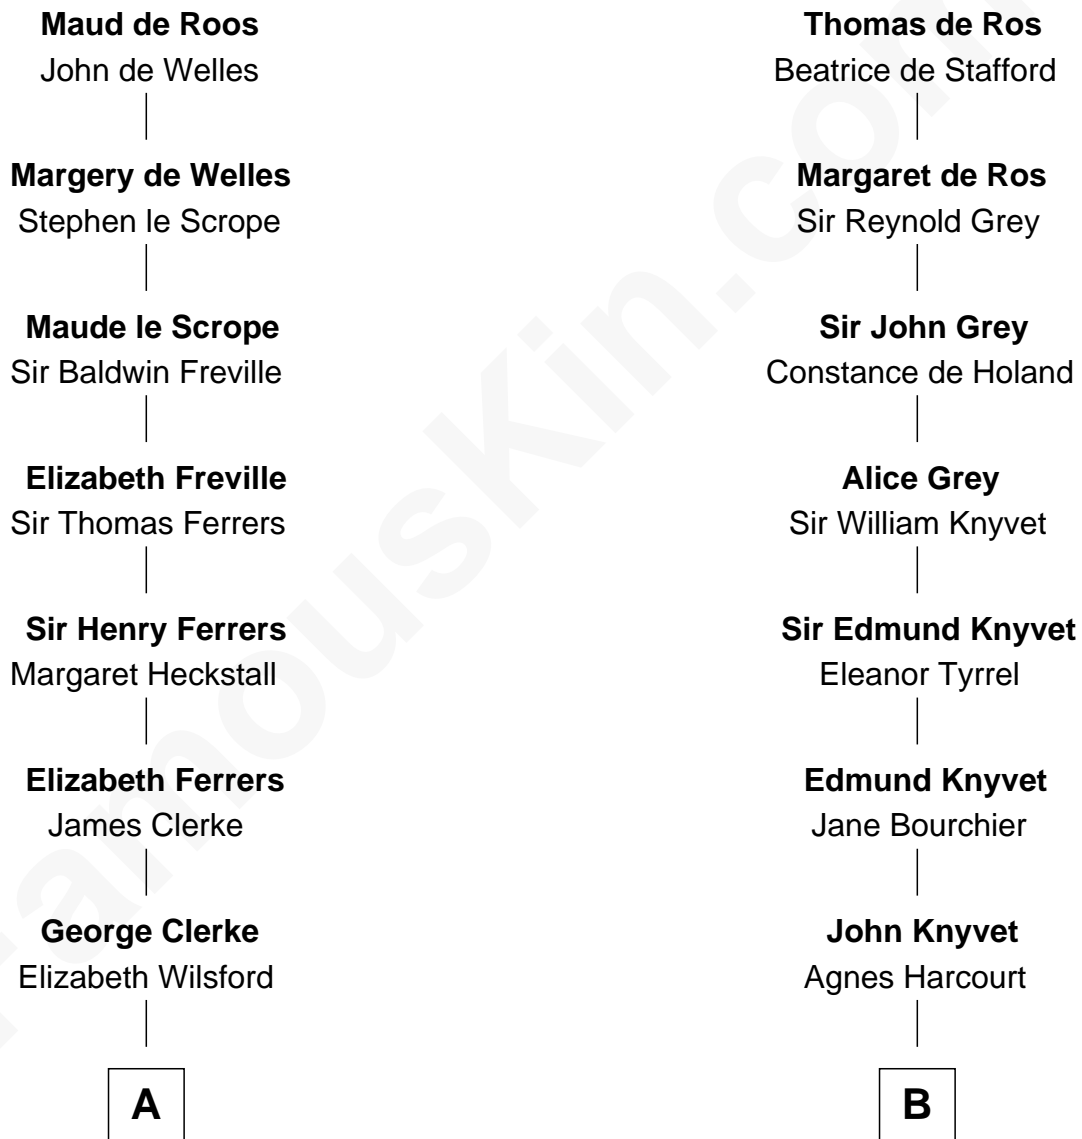 Maud de Roos
John de Welles
Margery de Welles
Stephen le Scrope
Maude le Scrope
Sir Baldwin Freville
Elizabeth Freville
Sir Thomas Ferrers
Sir Henry Ferrers
Margaret Heckstall
Elizabeth Ferrers
James Clerke
George Clerke
Elizabeth Wilsford
A
Thomas de Ros
Beatrice de Stafford
Margaret de Ros
Sir Reynold Grey
Sir John Grey
Constance de Holand
Alice Grey
Sir William Knyvet
Sir Edmund Knyvet
Eleanor Tyrrel
Edmund Knyvet
Jane Bourchier
John Knyvet
Agnes Harcourt
B
FamousKin.com